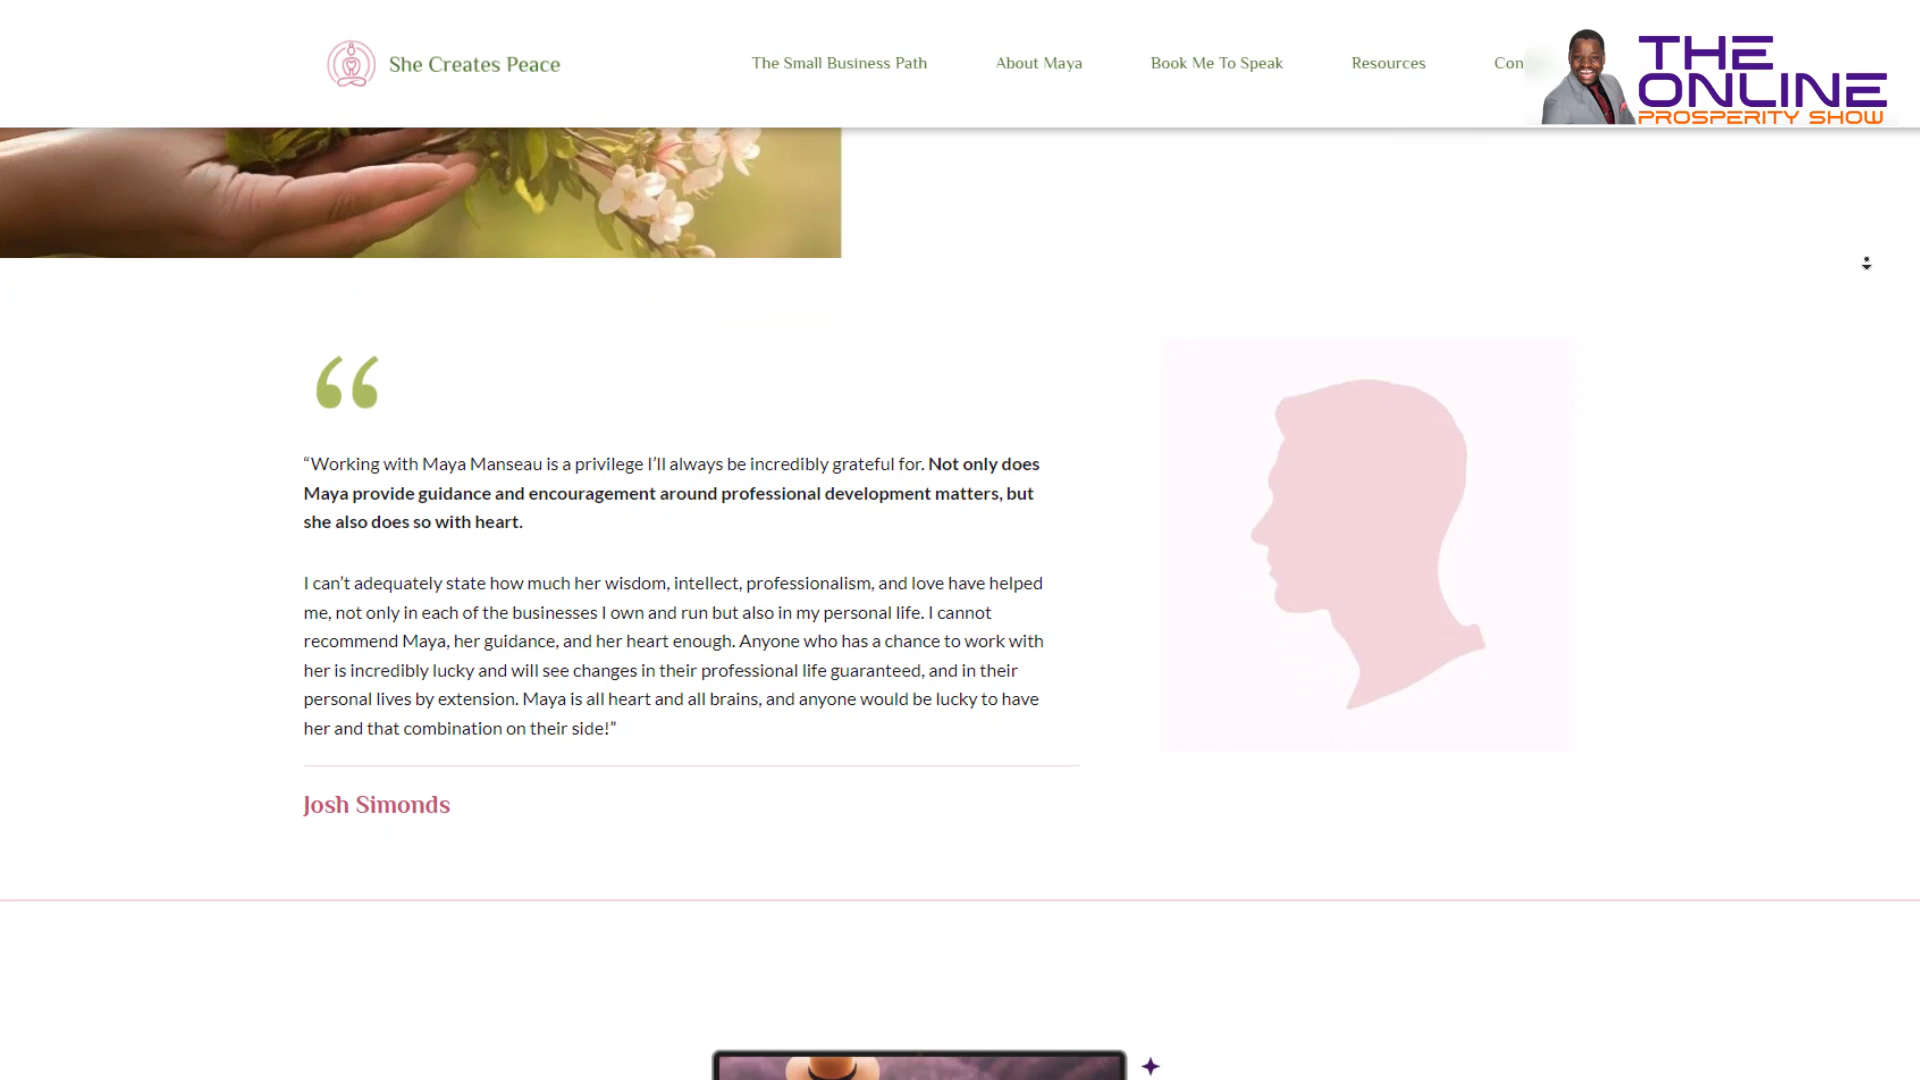 She Creates Peace
The Small Business Path
About Maya
Book Me To Speak
Resources
Con
THE
ONLINE
PROSPERITY SHOW
“Working with Maya Manseau is a privilege I’ll always be incredibly grateful for. Not only does
Maya provide guidance and encouragement around professional development matters, but
she also does so with heart.
I can’t adequately state how much her wisdom, intellect, professionalism, and love have helped
me, not only in each of the businesses I own and run but also in my personal life. I cannot
recommend Maya, her guidance, and her heart enough. Anyone who has a chance to work with
her is incredibly lucky and will see changes in their professional life guaranteed, and in their
personal lives by extension. Maya is all heart and all brains, and anyone would be lucky to have
her and that combination on their side!”
Josh Simonds